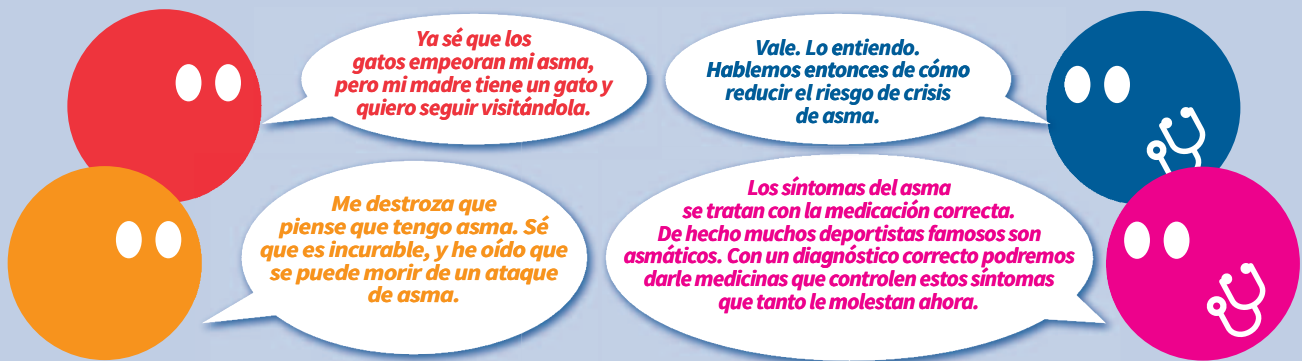 Ya sé que los
gatos empeoran mi asma,
pero mi madre tiene un gato y
quiero seguir visitándola.
Vale. Lo entiendo.
Hablemos entonces de cómo
reducir el riesgo de crisis
de asma.
Me destroza que
piense que tengo asma. Sé
que es incurable, y he oído que
se puede morir de un ataque
de asma.
Los síntomas del asma
se tratan con la medicación correcta.
De hecho muchos deportistas famosos son
asmáticos. Con un diagnóstico correcto podremos
darle medicinas que controlen estos síntomas
que tanto le molestan ahora.